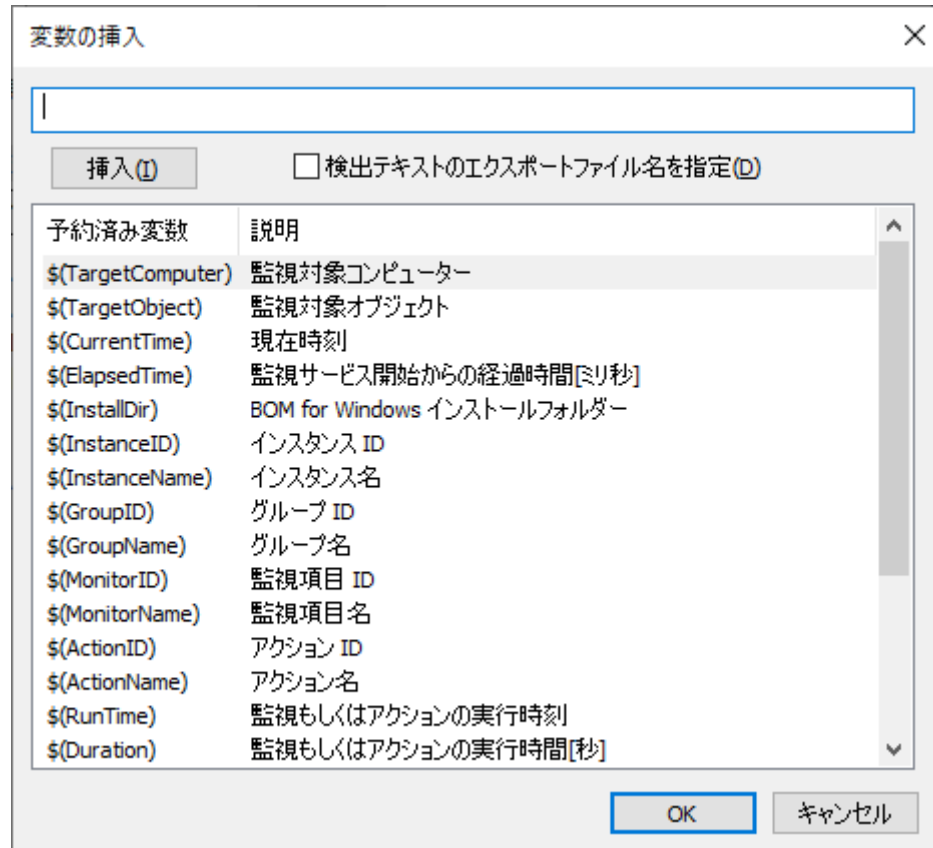 変数の挿入
挿入(I) 検出テキストのエクスポートファイル名を指定(D)
予約済み変数 説明
$(TargetComputer) 監視対象コンピューター
$(TargetObject) 監視対象オブジェクト
$(CurrentTime) 現在時刻
$(ElapsedTime) 監視サービス開始からの経過時間[ミリ秒]
$(InstallDir) BOM for Windows インストールフォルダー
$(InstanceID) インスタンス ID
$(InstanceName) インスタンス名
$(GroupID) グループ ID
$(GroupName) グループ名
$(MonitorID) 監視項目 ID
$(MonitorName) 監視項目名
$(ActionID) アクション ID
$(ActionName) アクション名
$(RunTime) 監視もしくはアクションの実行時刻
$(Duration) 監視もしくはアクションの実行時間[秒]
OK キャンセル